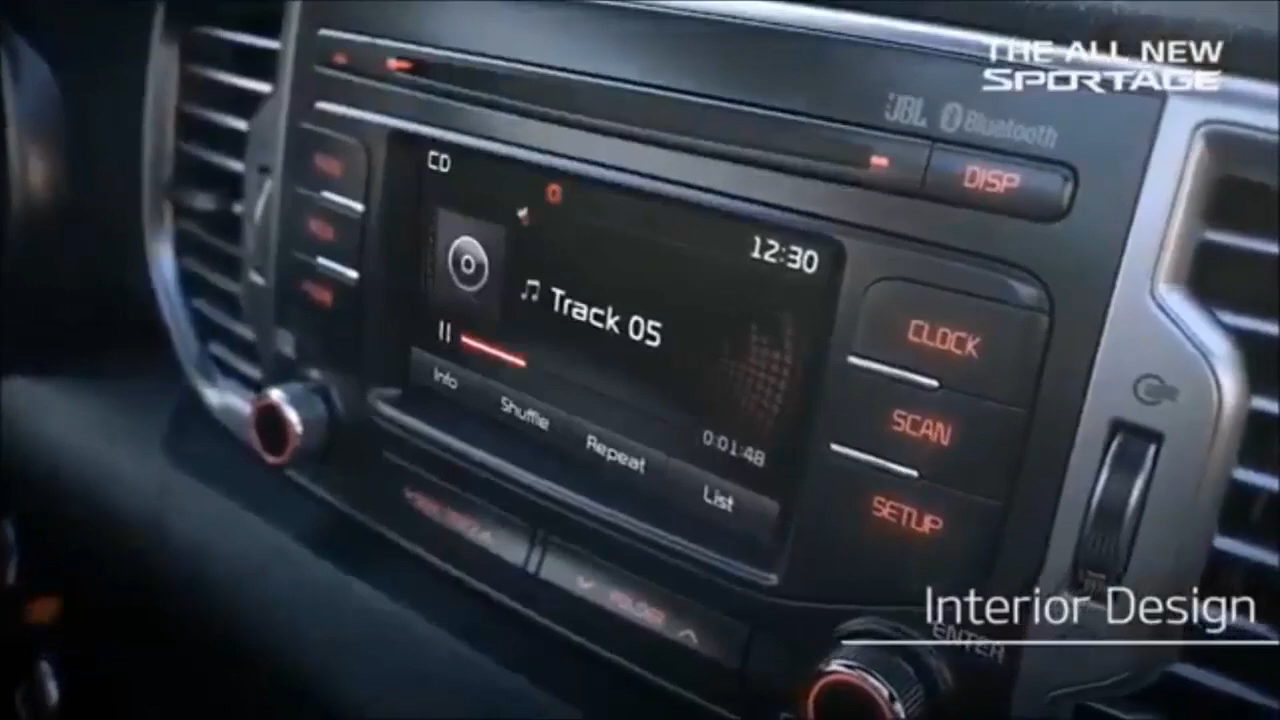 THE ALL NEW
SPORTAGE
JBL Bluetooth
DISP
CD
12:30
Track 05
CLOCK
SCAN
SETUP
Info
Shuffle
Repeat
List
0:01:48
Interior Design
ENTER